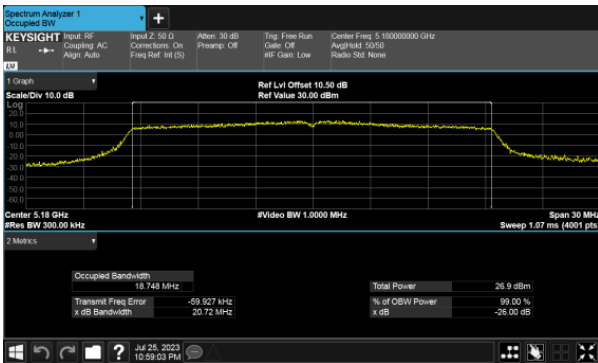 Spectrum Analyzer 1
Occupied BW
KEYSIGHT
RL
Input: RF
Coupling: AC
Align: Auto
Input Z: 50 Ω
Corrections: On
Freq Ref: Int (S)
Atten: 30 dB
Preamp: Off
Trig: Free Run
Gate: Off
#IF Gain: Low
Center Freq: 5.180000000 GHz
Avg|Hold: 50/50
Radio Std: None
1 Graph
Scale/Div 10.0 dB
Ref Lvl Offset 10.50 dB
Ref Value 30.00 dBm
Log
20.0
10.0
0.00
-10.0
-20.0
-30.0
-40.0
-50.0
-60.0
Center 5.18 GHz
#Res BW 300.00 kHz
#Video BW 1.0000 MHz
Span 30 MHz
Sweep 1.07 ms (4001 pts
2 Metrics
Occupied Bandwidth
18.748 MHz
Transmit Freq Error -59.927 kHz
x dB Bandwidth 20.72 MHz
Total Power 26.9 dBm
% of OBW Power 99.00 %
x dB -26.00 dB
?
Jul 25, 2023
10:59:03 PM